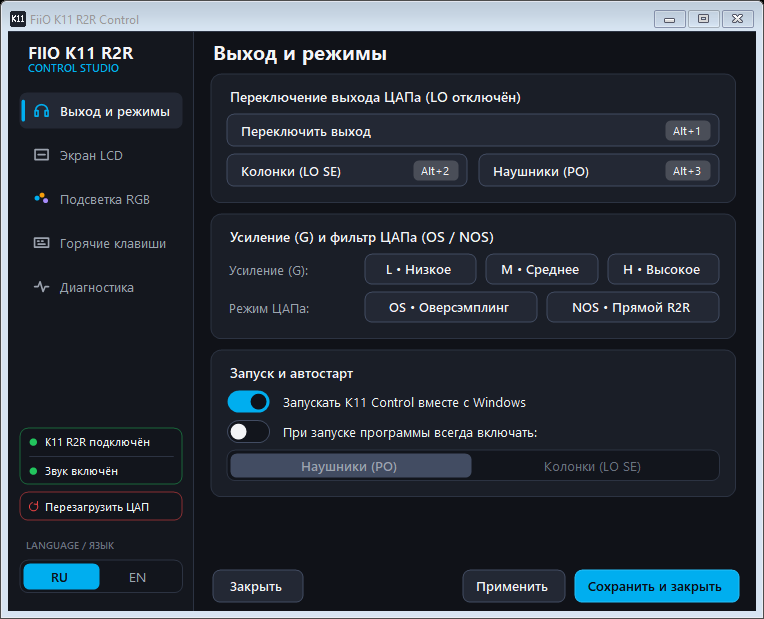 K11 FiiO K11 R2R Control
FIIO K11 R2R
CONTROL STUDIO
Выход и режимы
Экран LCD
Подсветка RGB
Горячие клавиши
Диагностика
K11 R2R подключён
Звук включён
Перезагрузить ЦАП
LANGUAGE / ЯЗЫК
RU EN
Выход и режимы
Переключение выхода ЦАПа (LO отключён)
Переключить выход Alt+1
Колонки (LO SE) Alt+2 Наушники (PO) Alt+3
Усиление (G) и фильтр ЦАПа (OS / NOS)
Усиление (G): L • Низкое M • Среднее H • Высокое
Режим ЦАПа: OS • Оверсэмплинг NOS • Прямой R2R
Запуск и автостарт
Запускать K11 Control вместе с Windows
При запуске программы всегда включать:
Наушники (PO) Колонки (LO SE)
Закрыть Применить Сохранить и закрыть